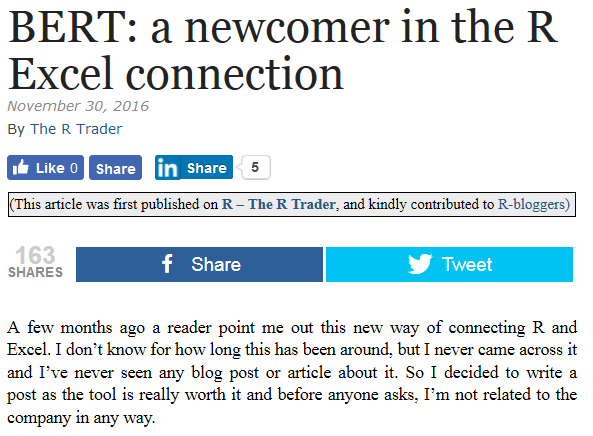 BERT: a newcomer in the R
Excel connection
November 30, 2016
By The R Trader
Like 0 Share in Share 5
(This article was first published on R – The R Trader, and kindly contributed to R-bloggers)
163
SHARES
f Share Tweet
A few months ago a reader point me out this new way of connecting R and
Excel. I don’t know for how long this has been around, but I never came across it
and I’ve never seen any blog post or article about it. So I decided to write a
post as the tool is really worth it and before anyone asks, I’m not related to the
company in any way.